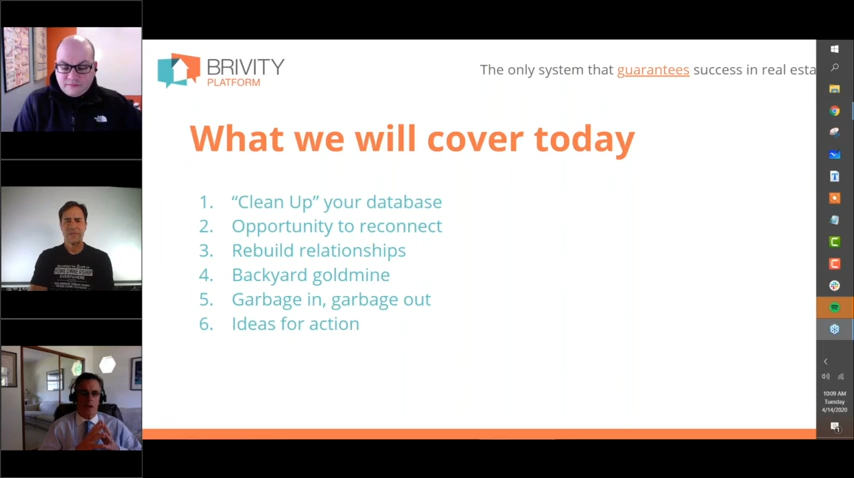 BRIVITY
PLATFORM
The only system that guarantees success in real esta
What we will cover today
1. “Clean Up” your database
2. Opportunity to reconnect
3. Rebuild relationships
4. Backyard goldmine
5. Garbage in, garbage out
6. Ideas for action
10:09 AM
Tuesday
4/14/2020